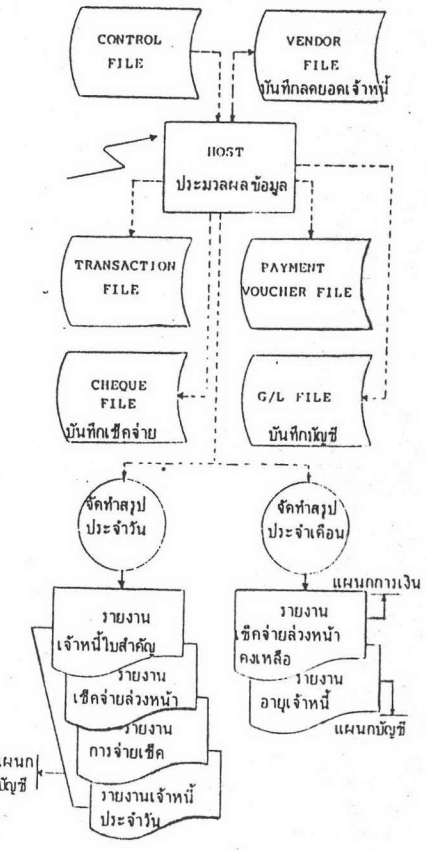 CONTROL
FILE
VENDOR
FILE
บันทึกลดยอดเจ้าหนี้
HOST
ประมวลผลข้อมูล
TRANSACTION
FILE
PAYMENT
VOUCHER FILE
CHEQUE
FILE
บันทึกเช็คจ่าย
G/L FILE
บันทึกบัญชี
จัดทำสรุป
ประจำวัน
จัดทำสรุป
ประจำเดือน
แผนกการเงิน
รายงาน
เจ้าหนี้ใบสำคัญ
รายงาน
เช็คจ่ายล่วงหน้า
รายงาน
การจ่ายเช็ค
รายงานเจ้าหนี้
ประจำวัน
แผนก
บัญชี
รายงาน
เช็คจ่ายล่วงหน้า
คงเหลือ
รายงาน
อายุเจ้าหนี้
แผนกบัญชี